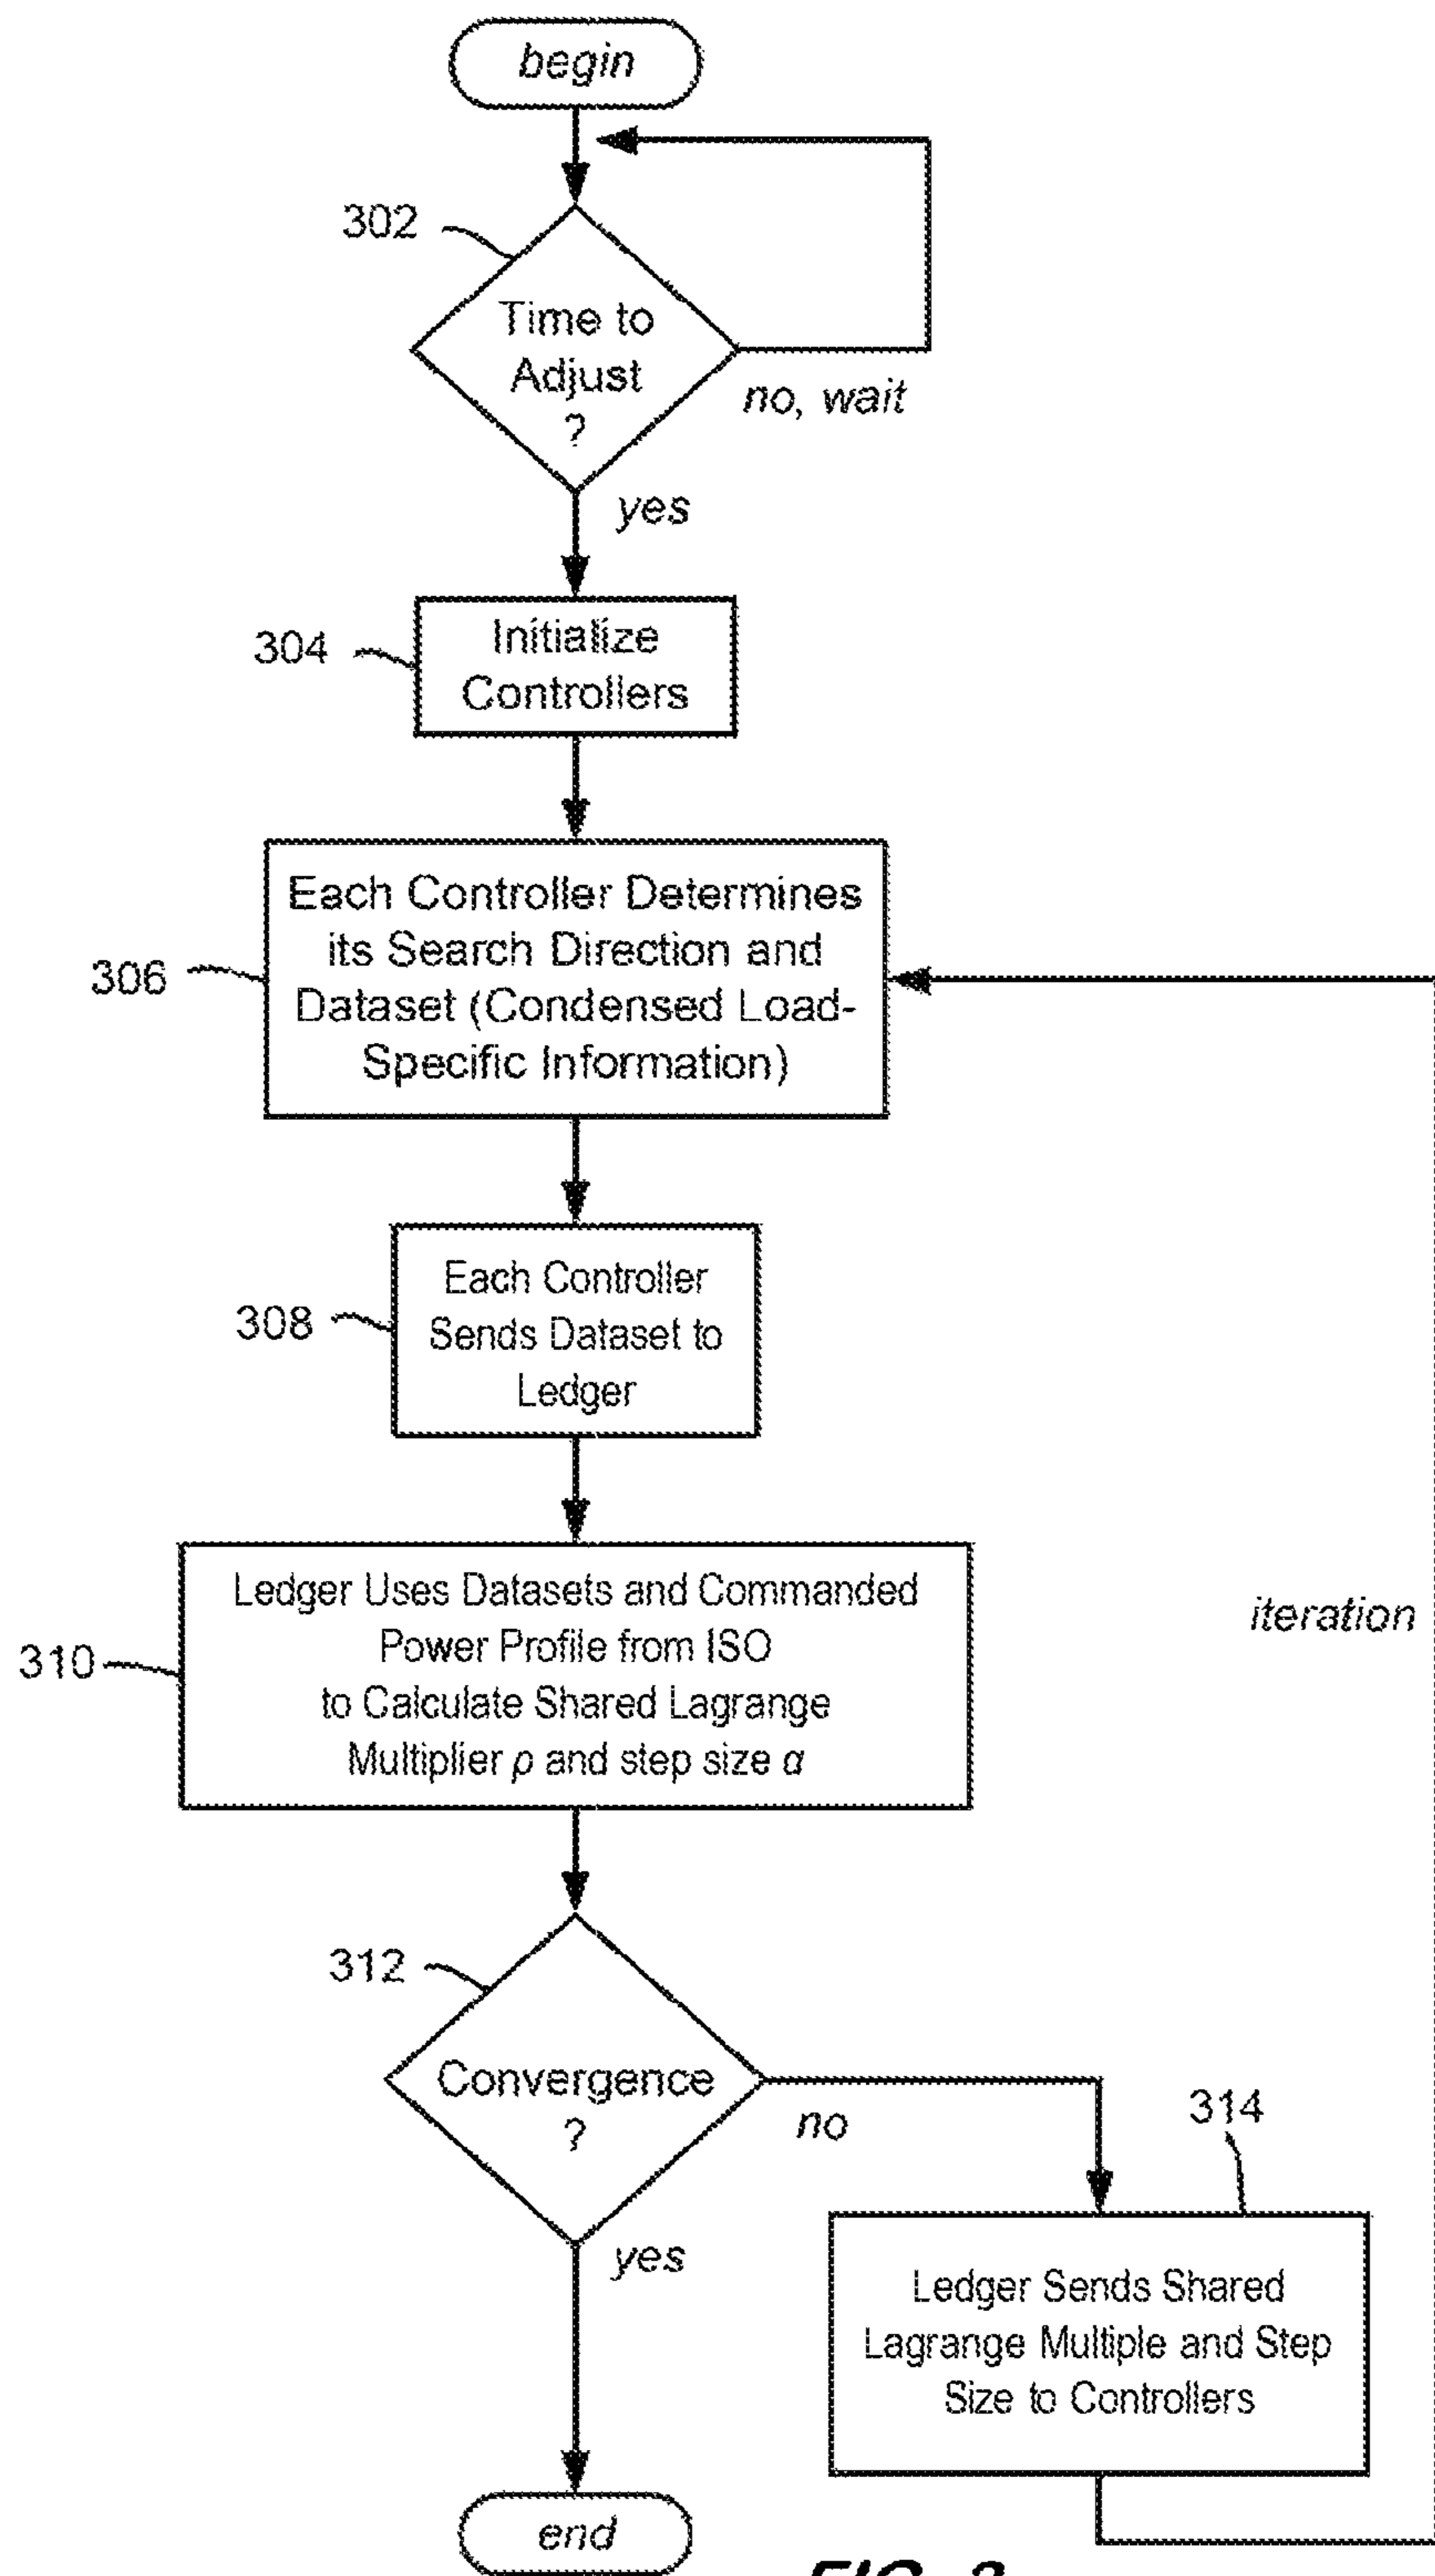 begin
302
Time to
Adjust
?
no, wait
yes
304
Initialize
Controllers
306
Each Controller Determines
its Search Direction and
Dataset (Condensed Load-
Specific Information)
308
Each Controller
Sends Dataset to
Ledger
310
Ledger Uses Datasets and Commanded
Power Profile from ISO
to Calculate Shared Lagrange
Multiplier ρ and step size α
iteration
312
Convergence
?
no
yes
314
Ledger Sends Shared
Lagrange Multiple and Step
Size to Controllers
end